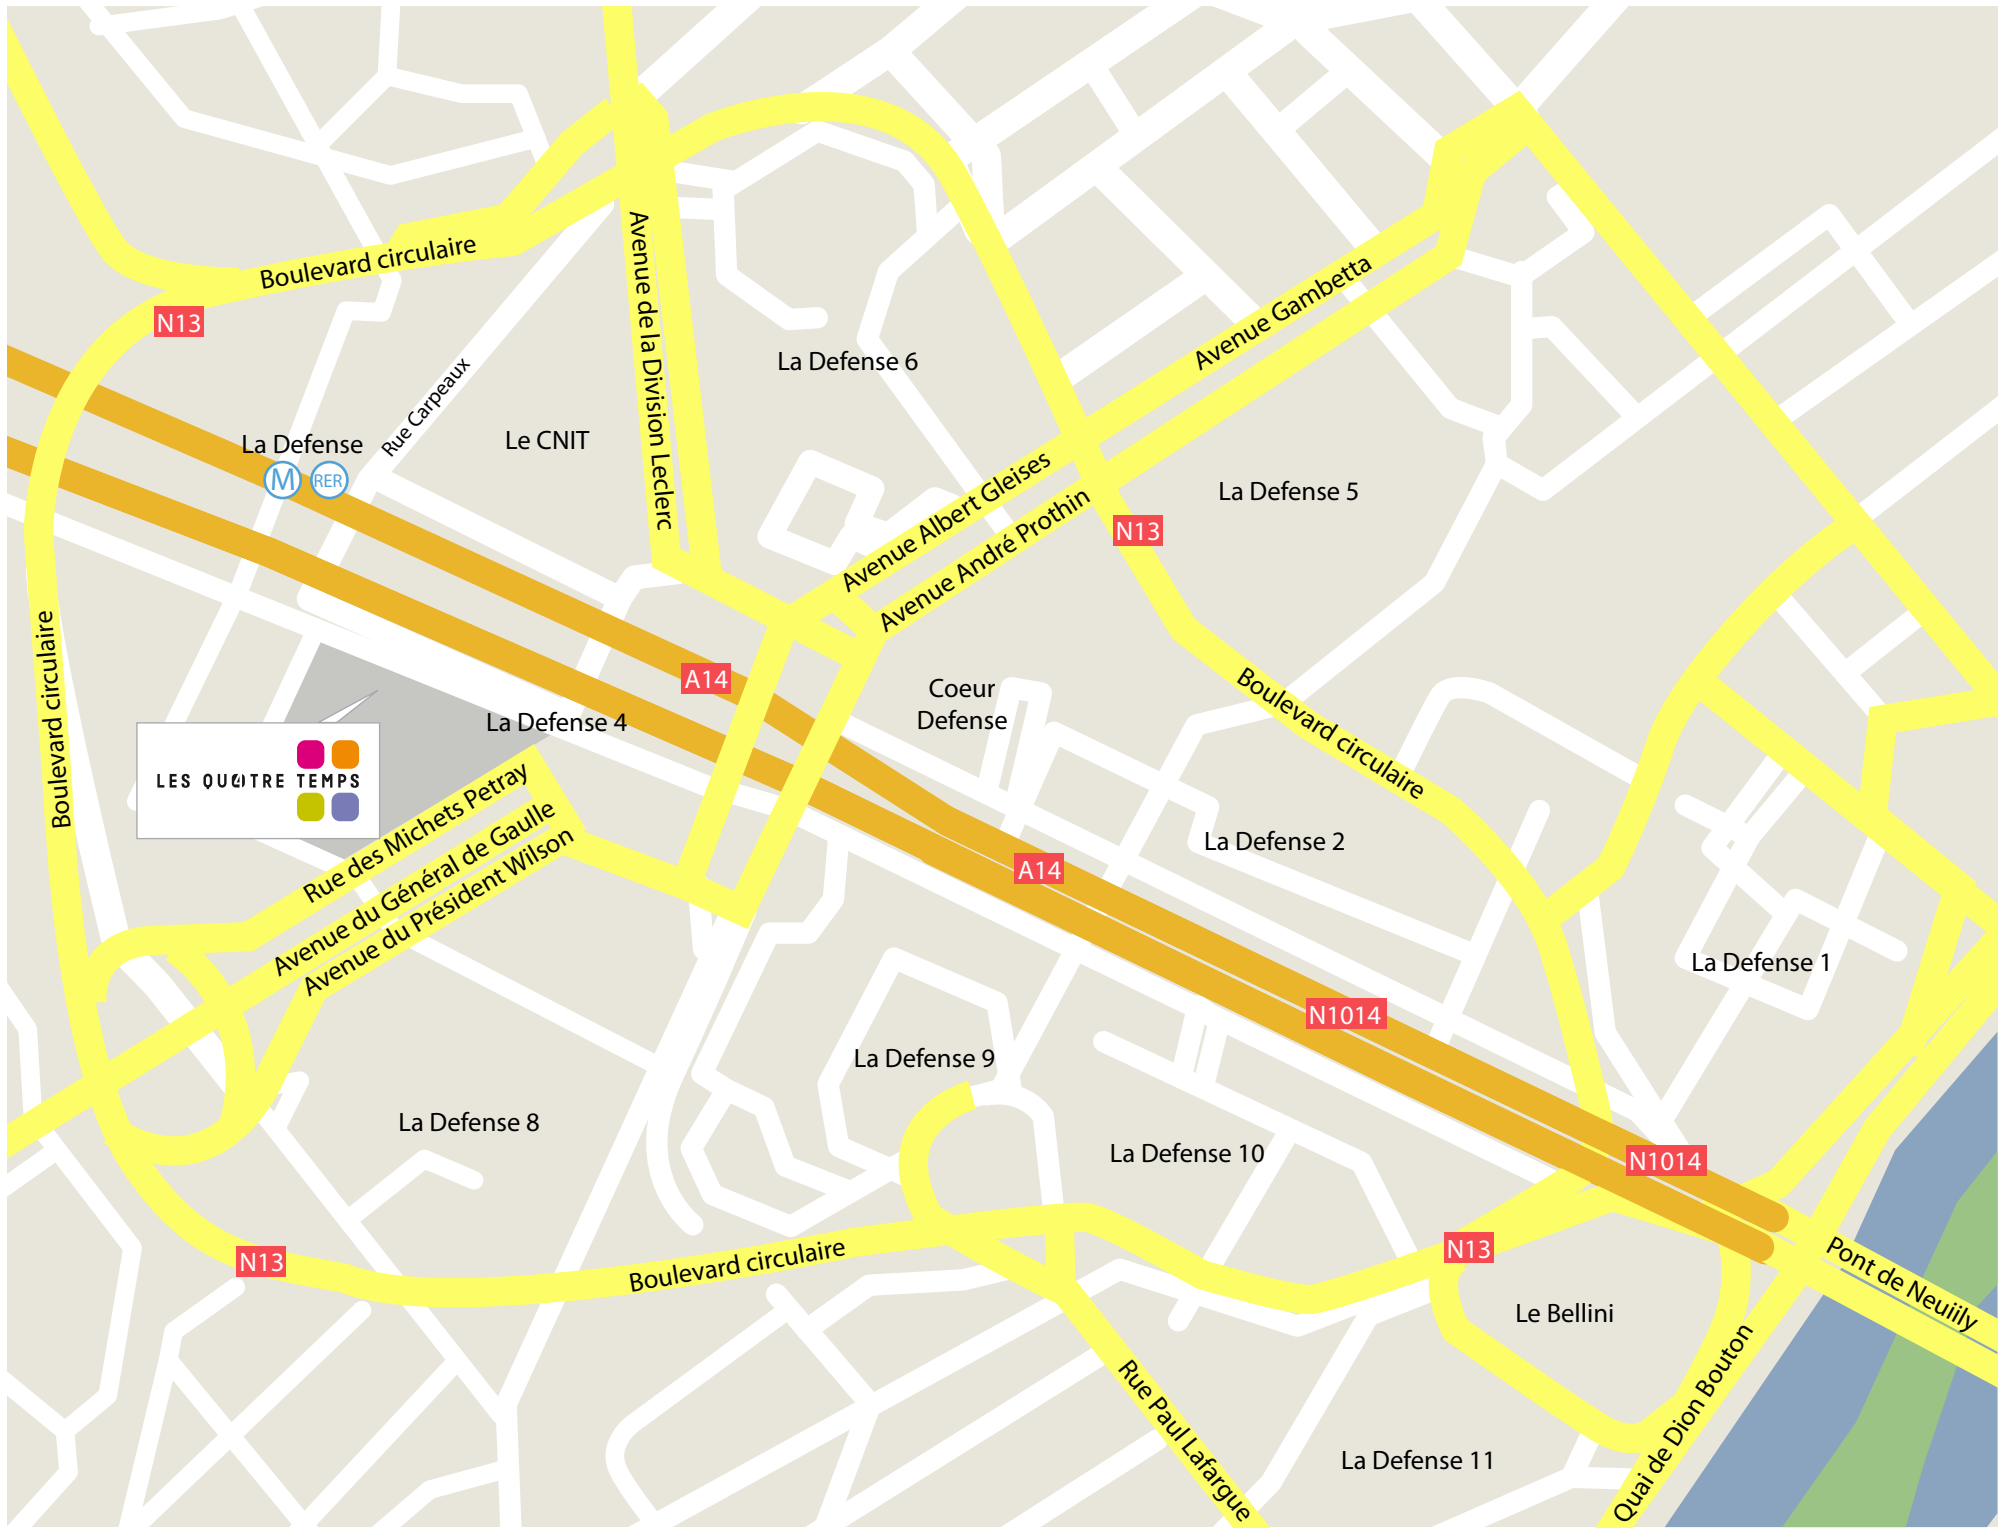 Boulevard circulaire
N13
Avenue de la Division Leclerc
La Defense 6
Avenue Gambetta
Rue Carpeaux
La Defense
M
RER
Le CNIT
Avenue Albert Gleises
Avenue André Prothin
La Defense 5
N13
Boulevard circulaire
A14
Coeur
Defense
Boulevard circulaire
La Defense 4
LES QU4TRE TEMPS
Rue des Michets Petray
Avenue du Général de Gaulle
Avenue du Président Wilson
La Defense 2
A14
La Defense 1
N1014
La Defense 9
La Defense 8
La Defense 10
N1014
N13
Boulevard circulaire
N13
Pont de Neuiily
Le Bellini
Rue Paul Lafargue
La Defense 11
Quai de Dion Bouton